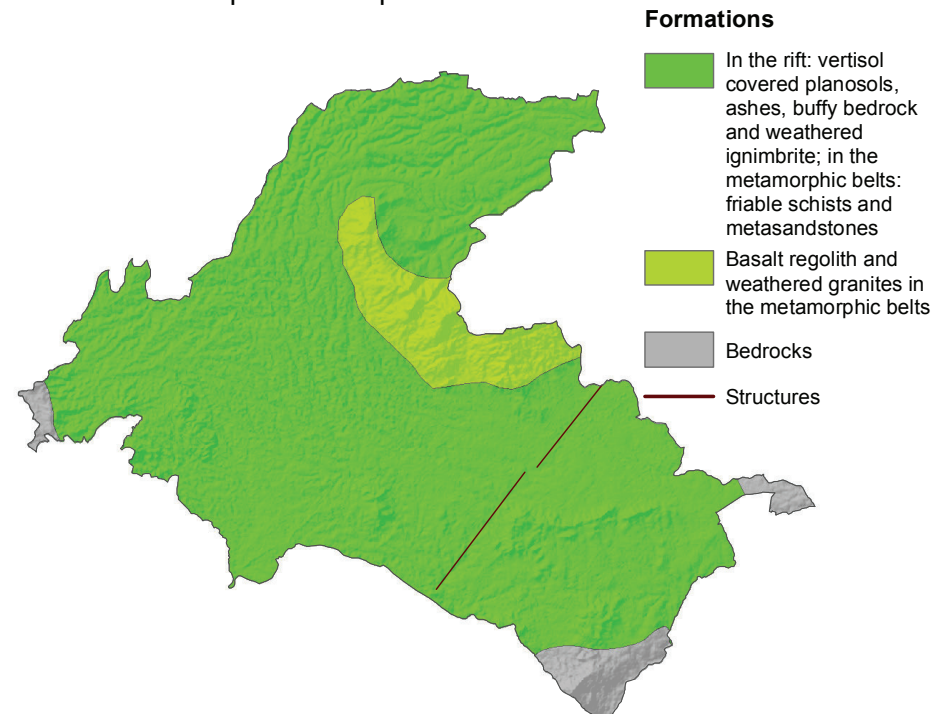 Formations
In the rift: vertisol
covered planosols,
ashes, buffy bedrock
and weathered
ignimbrite; in the
metamorphic belts:
friable schists and
metasandstones
Basalt regolith and
weathered granites in
the metamorphic belts
Bedrocks
Structures